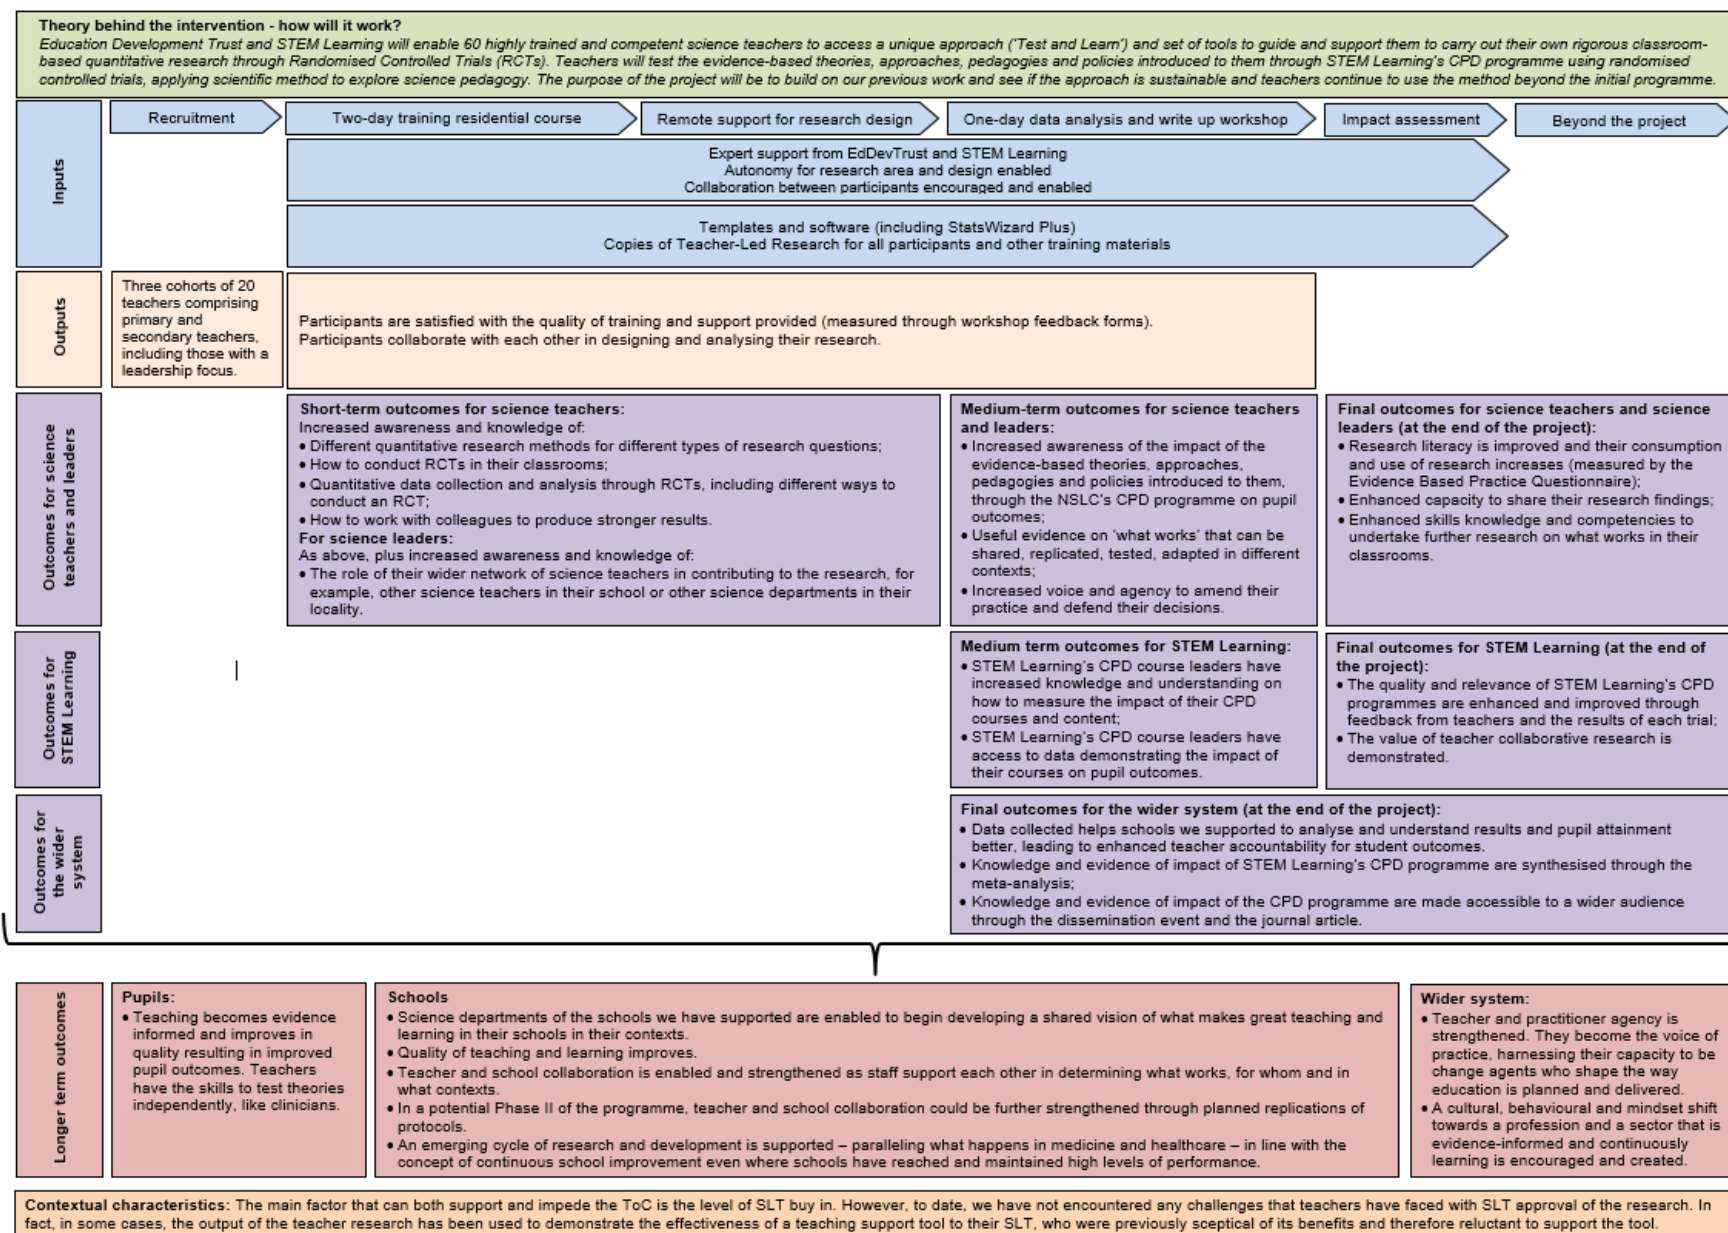 Theory behind the intervention - how will it work?
Education Development Trust and STEM Learning will enable 60 highly trained and competent science teachers to access a unique approach ('Test and Learn') and set of tools to guide and support them to carry out their own rigorous classroom-
based quantitative research through Randomised Controlled Trials (RCTs). Teachers will test the evidence-based theories, approaches, pedagogies and policies introduced to them through STEM Learning's CPD programme using randomised
controlled trials, applying scientific method to explore science pedagogy. The purpose of the project will be to build on our previous work and see if the approach is sustainable and teachers continue to use the method beyond the initial programme.
Inputs
Recruitment
Two-day training residential course
Remote support for research design
One-day data analysis and write up workshop
Impact assessment
Beyond the project
Expert support from EdDevTrust and STEM Learning
Autonomy for research area and design enabled
Collaboration between participants encouraged and enabled
Templates and software (including StatsWizard Plus)
Copies of Teacher-Led Research for all participants and other training materials
Outputs
Three cohorts of 20
teachers comprising
primary and
secondary teachers,
including those with a
leadership focus.
Participants are satisfied with the quality of training and support provided (measured through workshop feedback forms).
Participants collaborate with each other in designing and analysing their research.
Outcomes for science
teachers and leaders
Short-term outcomes for science teachers:
Increased awareness and knowledge of:
• Different quantitative research methods for different types of research questions;
• How to conduct RCTs in their classrooms;
• Quantitative data collection and analysis through RCTs, including different ways to
conduct an RCT;
• How to work with colleagues to produce stronger results.
For science leaders:
As above, plus increased awareness and knowledge of:
• The role of their wider network of science teachers in contributing to the research, for
example, other science teachers in their school or other science departments in their
locality.
Medium-term outcomes for science teachers
and leaders:
• Increased awareness of the impact of the
evidence-based theories, approaches,
pedagogies and policies introduced to them,
through the NSLC's CPD programme on pupil
outcomes;
• Useful evidence on 'what works' that can be
shared, replicated, tested, adapted in different
contexts;
• Increased voice and agency to amend their
practice and defend their decisions.
Final outcomes for science teachers and science
leaders (at the end of the project):
• Research literacy is improved and their consumption
and use of research increases (measured by the
Evidence Based Practice Questionnaire);
• Enhanced capacity to share their research findings;
• Enhanced skills knowledge and competencies to
undertake further research on what works in their
classrooms.
Outcomes for
STEM Learning
Medium term outcomes for STEM Learning:
• STEM Learning's CPD course leaders have
increased knowledge and understanding on
how to measure the impact of their CPD
courses and content;
• STEM Learning's CPD course leaders have
access to data demonstrating the impact of
their courses on pupil outcomes.
Final outcomes for STEM Learning (at the end of
the project):
• The quality and relevance of STEM Learning's CPD
programmes are enhanced and improved through
feedback from teachers and the results of each trial;
• The value of teacher collaborative research is
demonstrated.
Outcomes for
the wider
system
Final outcomes for the wider system (at the end of the project):
• Data collected helps schools we supported to analyse and understand results and pupil attainment
better, leading to enhanced teacher accountability for student outcomes.
• Knowledge and evidence of impact of STEM Learning's CPD programme are synthesised through the
meta-analysis;
• Knowledge and evidence of impact of the CPD programme are made accessible to a wider audience
through the dissemination event and the journal article.
Longer term outcomes
Pupils:
• Teaching becomes evidence
informed and improves in
quality resulting in improved
pupil outcomes. Teachers
have the skills to test theories
independently, like clinicians.
Schools
• Science departments of the schools we have supported are enabled to begin developing a shared vision of what makes great teaching and
learning in their schools in their contexts.
• Quality of teaching and learning improves.
• Teacher and school collaboration is enabled and strengthened as staff support each other in determining what works, for whom and in
what contexts.
• In a potential Phase II of the programme, teacher and school collaboration could be further strengthened through planned replications of
protocols.
• An emerging cycle of research and development is supported – paralleling what happens in medicine and healthcare – in line with the
concept of continuous school improvement even where schools have reached and maintained high levels of performance.
Wider system:
• Teacher and practitioner agency is
strengthened. They become the voice of
practice, harnessing their capacity to be
change agents who shape the way
education is planned and delivered.
• A cultural, behavioural and mindset shift
towards a profession and a sector that is
evidence-informed and continuously
learning is encouraged and created.
Contextual characteristics: The main factor that can both support and impede the ToC is the level of SLT buy in. However, to date, we have not encountered any challenges that teachers have faced with SLT approval of the research. In
fact, in some cases, the output of the teacher research has been used to demonstrate the effectiveness of a teaching support tool to their SLT, who were previously sceptical of its benefits and therefore reluctant to support the tool.